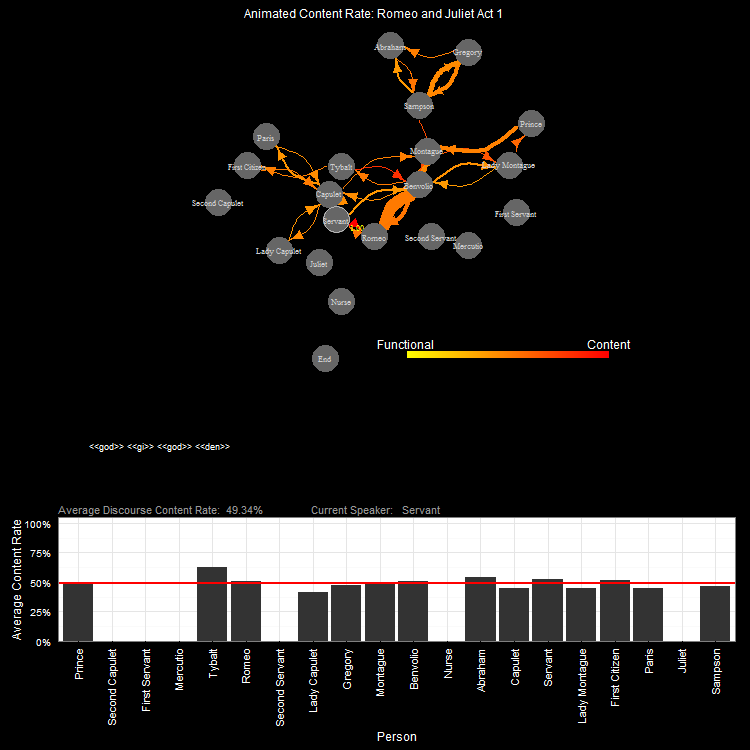 Animated Content Rate: Romeo and Juliet Act 1
Abraham
Gregory
Sampson
Prince
Paris
Montague
First Citizen
Tybalt
Lady Montague
Benvolio
Capulet
Second Capulet
First Servant
Servant
1.00
Romeo
Second Servant
Mercutio
Lady Capulet
Juliet
Nurse
Functional
Content
End
<<god>> <<gi>> <<god>> <<den>>
Average Discourse Content Rate: 49.34%
Current Speaker: Servant
Average Content Rate
100%
75%
50%
25%
0%
Prince
Second Capulet
First Servant
Mercutio
Tybalt
Romeo
Second Servant
Lady Capulet
Gregory
Montague
Benvolio
Nurse
Abraham
Capulet
Servant
Lady Montague
First Citizen
Paris
Juliet
Sampson
Person